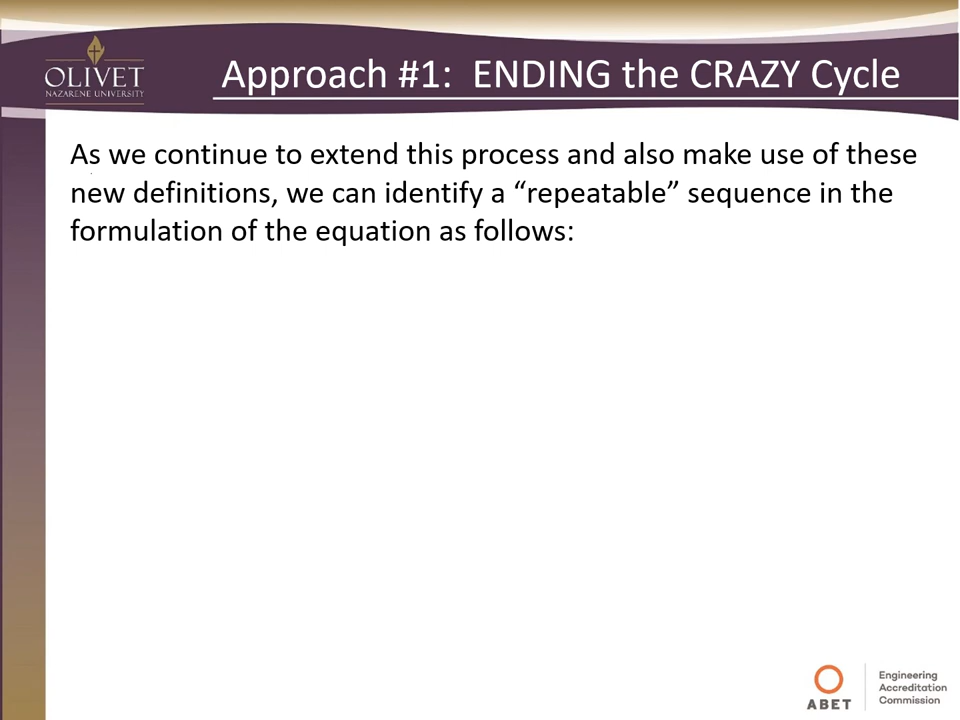 OLIVET
NAZARENE UNIVERSITY
Approach #1:  ENDING the CRAZY Cycle
As we continue to extend this process and also make use of these
new definitions, we can identify a “repeatable” sequence in the
formulation of the equation as follows:
ABET
Engineering
Accreditation
Commission